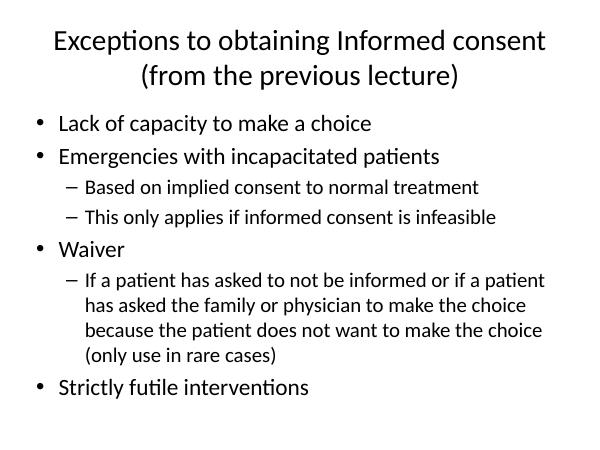 Exceptions to obtaining Informed consent
(from the previous lecture)
• Lack of capacity to make a choice
• Emergencies with incapacitated patients
– Based on implied consent to normal treatment
– This only applies if informed consent is infeasible
• Waiver
– If a patient has asked to not be informed or if a patient
has asked the family or physician to make the choice
because the patient does not want to make the choice
(only use in rare cases)
• Strictly futile interventions